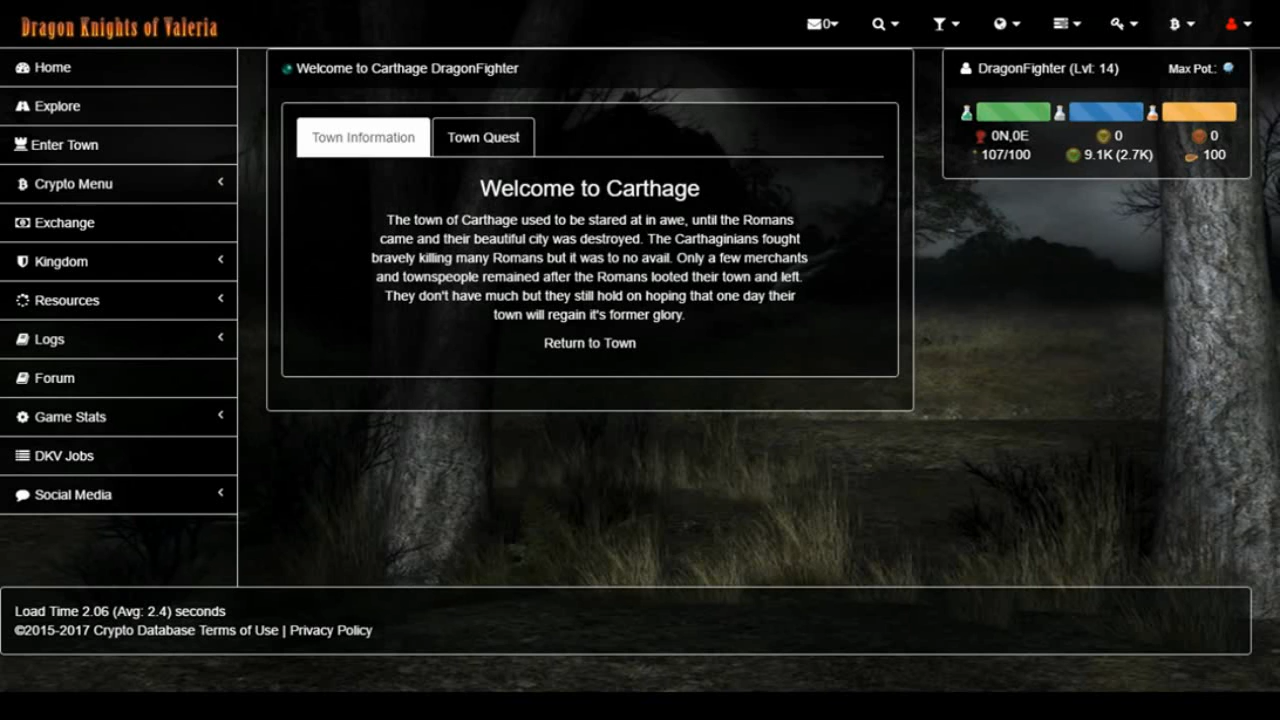 Dragon Knights of Valeria
0
Home
Explore
Enter Town
Crypto Menu
Exchange
Kingdom
Resources
Logs
Forum
Game Stats
DKV Jobs
Social Media
Welcome to Carthage DragonFighter
Town Information
Town Quest
Welcome to Carthage
The town of Carthage used to be stared at in awe, until the Romans
came and their beautiful city was destroyed. The Carthaginians fought
bravely killing many Romans but it was to no avail. Only a few merchants
and townspeople remained after the Romans looted their town and left.
They don't have much but they still hold on hoping that one day their
town will regain it's former glory.
Return to Town
DragonFighter (Lvl: 14)
Max Pot.:
0N,0E
0
0
107/100
9.1K (2.7K)
100
Load Time 2.06 (Avg: 2.4) seconds
©2015-2017 Crypto Database Terms of Use | Privacy Policy